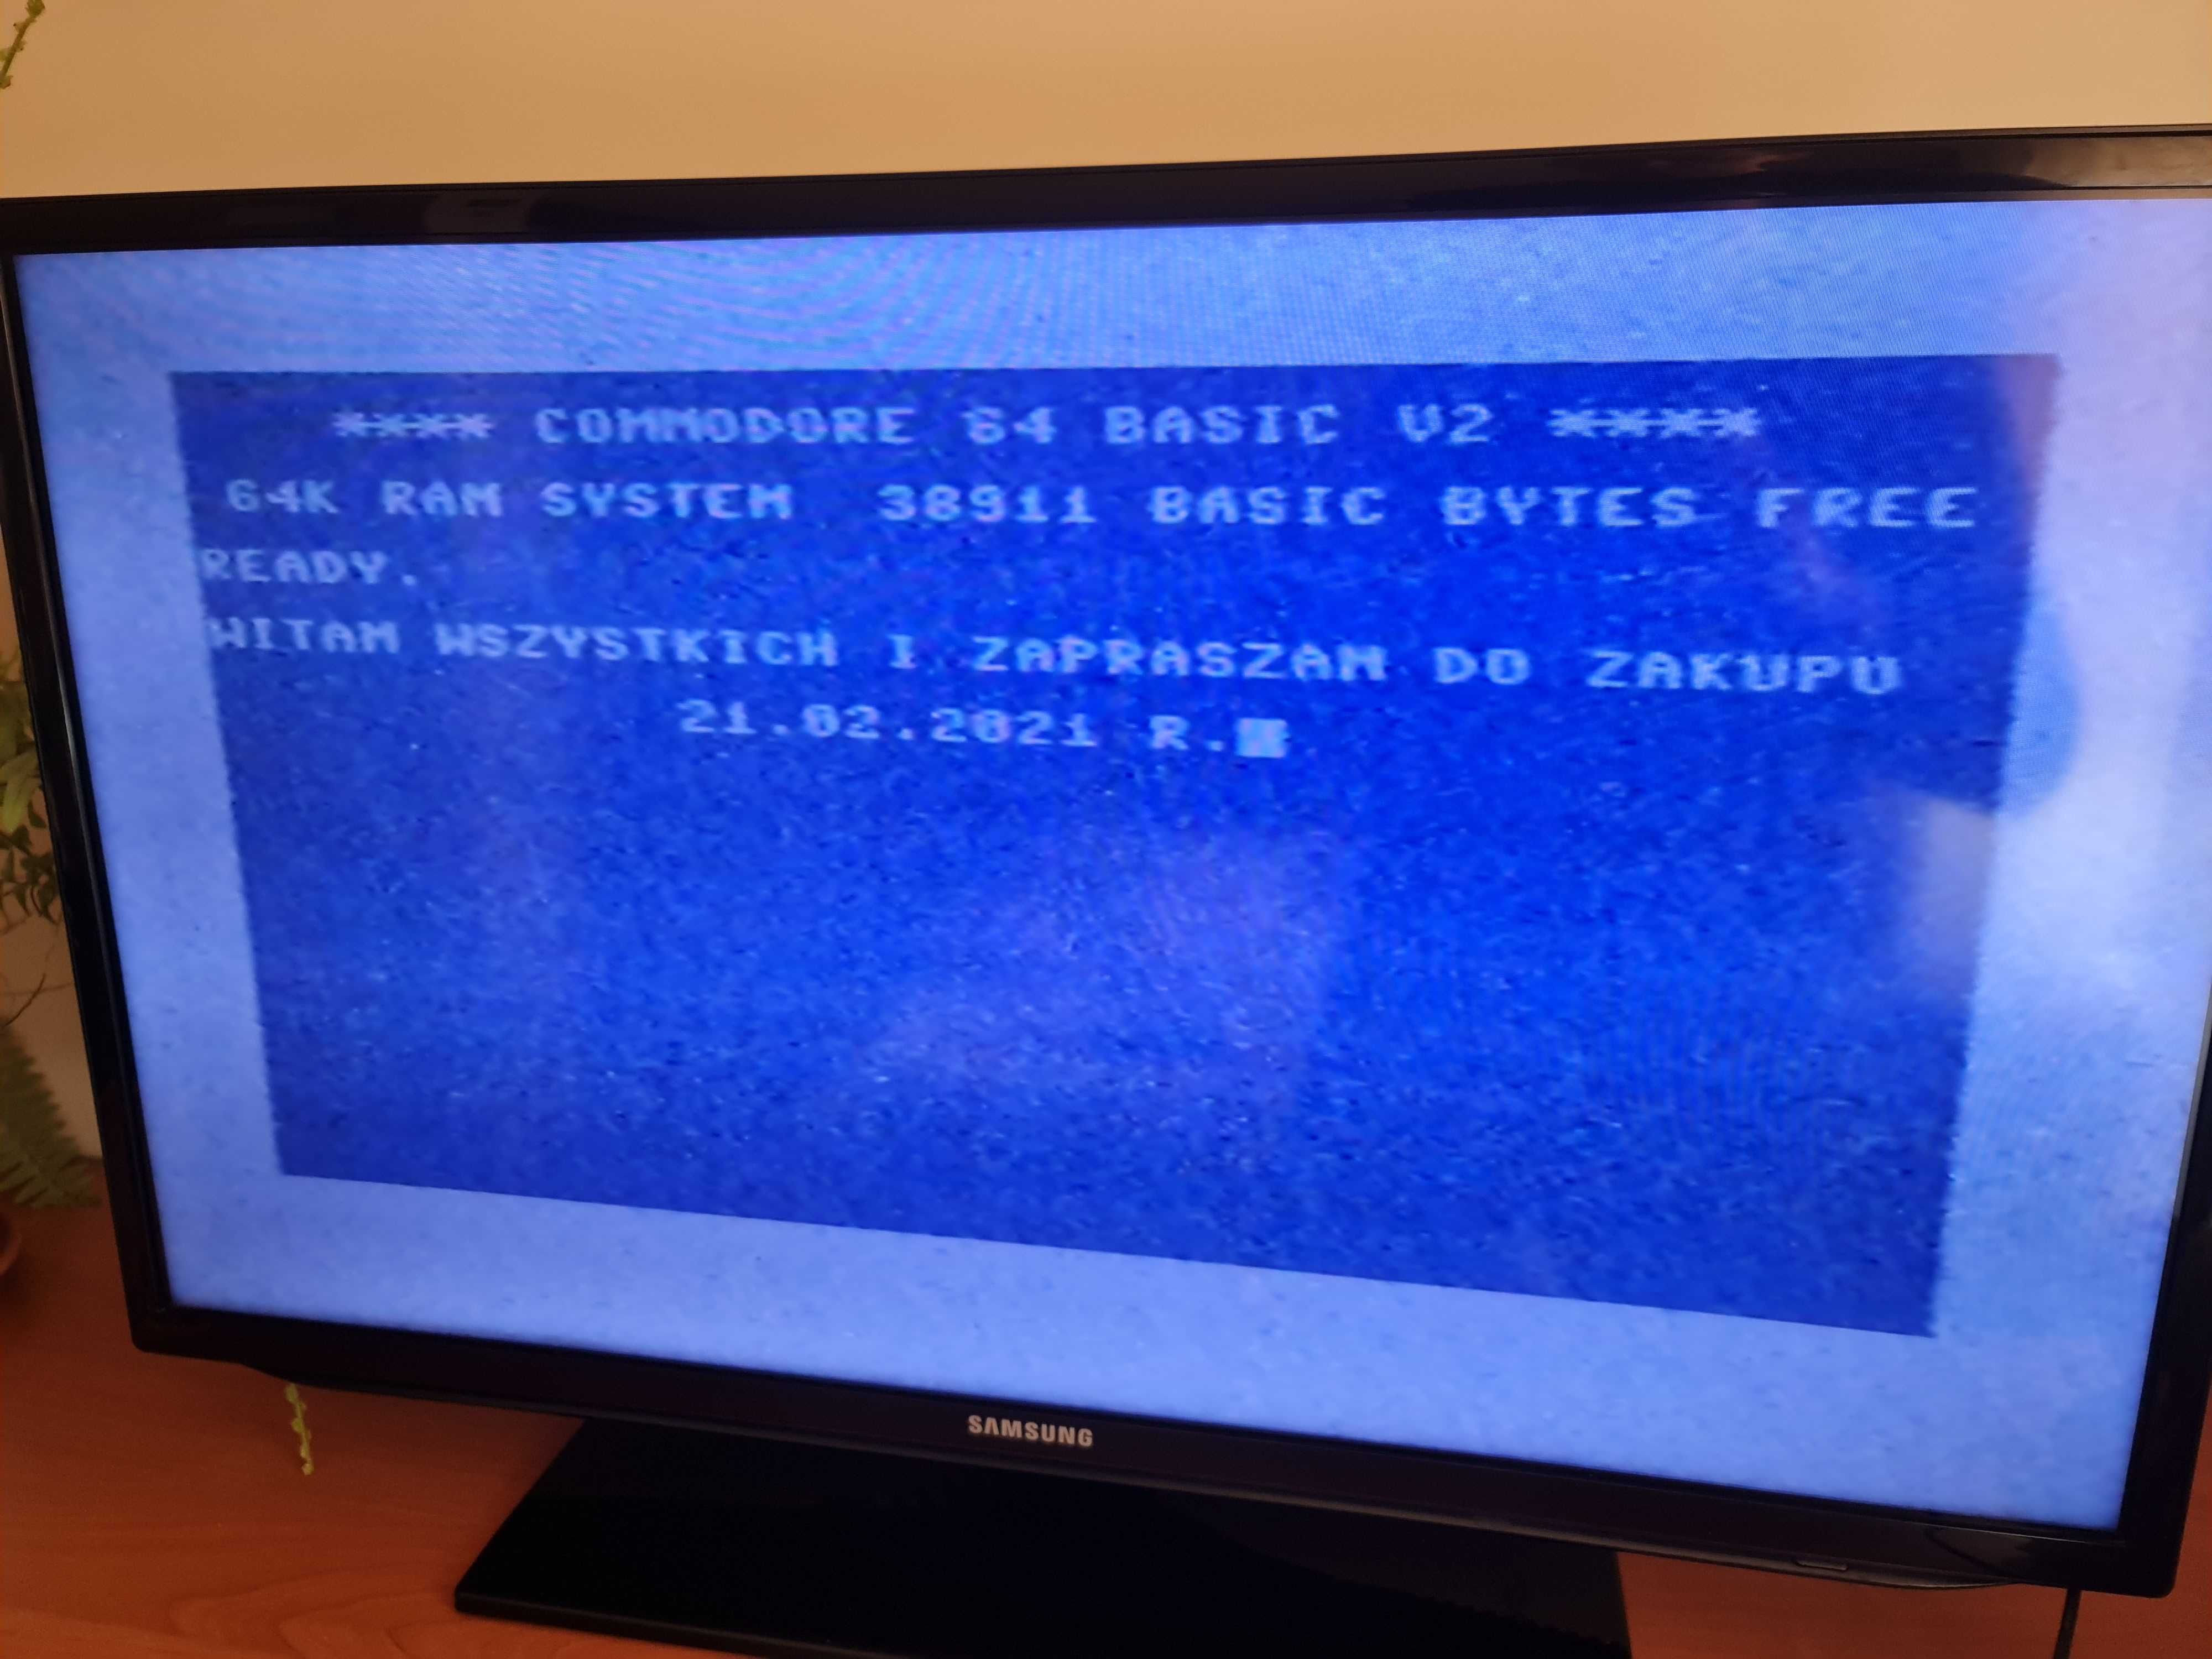 **** COMMODORE 64 BASIC V2 ****
64K RAM SYSTEM  38911 BASIC BYTES FREE
READY.
WITAM WSZYSTKICH I ZAPRASZAM DO ZAKUPU
21.02.2021 R.
SAMSUNG